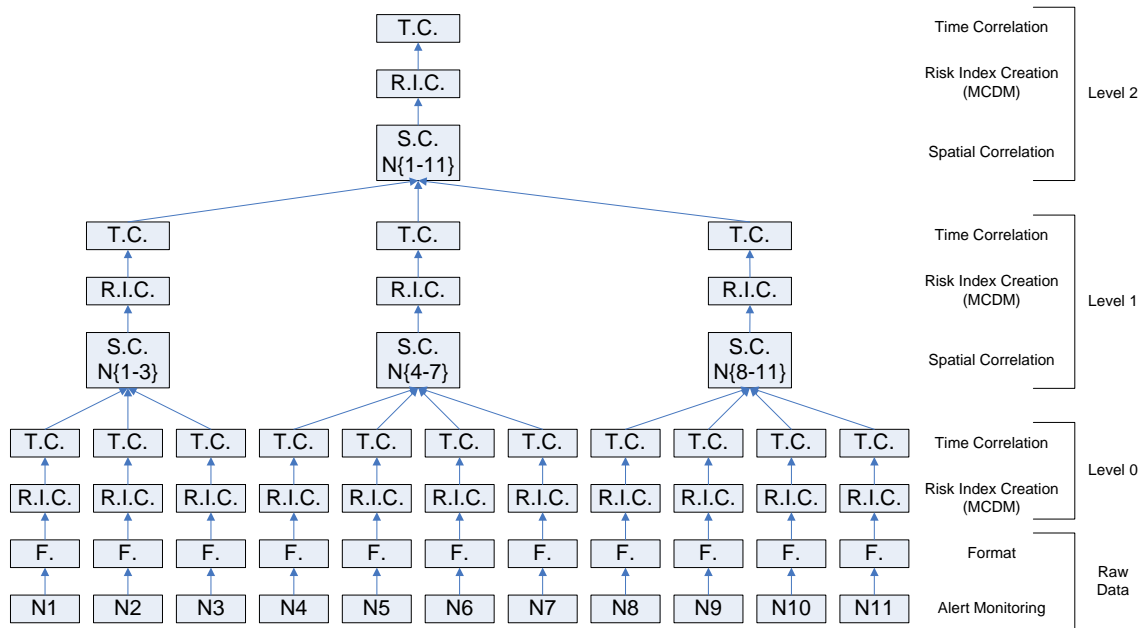 T.C.
Time Correlation
R.I.C.
Risk Index Creation
(MCDM)
Level 2
S.C.
N{1-11}
Spatial Correlation
T.C. T.C. T.C.
Time Correlation
R.I.C. R.I.C. R.I.C.
Risk Index Creation
(MCDM)
Level 1
S.C. S.C. S.C.
N{1-3} N{4-7} N{8-11}
Spatial Correlation
T.C. T.C. T.C. T.C. T.C. T.C. T.C. T.C. T.C. T.C. T.C.
Time Correlation
Level 0
R.I.C. R.I.C. R.I.C. R.I.C. R.I.C. R.I.C. R.I.C. R.I.C. R.I.C. R.I.C. R.I.C.
Risk Index Creation
(MCDM)
F. F. F. F. F. F. F. F. F. F. F.
Format
Raw
Data
N1 N2 N3 N4 N5 N6 N7 N8 N9 N10 N11
Alert Monitoring